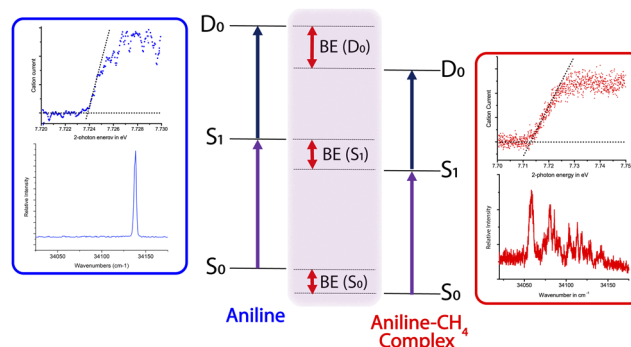 Cation current
7.720 7.722 7.724 7.726 7.728 7.730
2-photon energy in eV
Relative Intensity
34050 34100 34150
Wavenumbers (cm-1)
D₀
S₁
S₀
Aniline
BE (D₀)
BE (S₁)
BE (S₀)
D₀
S₁
S₀
Aniline-CH₄
Complex
Cation Current
7.70 7.71 7.72 7.73 7.74 7.75
2-photon energy in eV
Relative Intensity
34050 34100 34150
Wavenumber in cm⁻¹